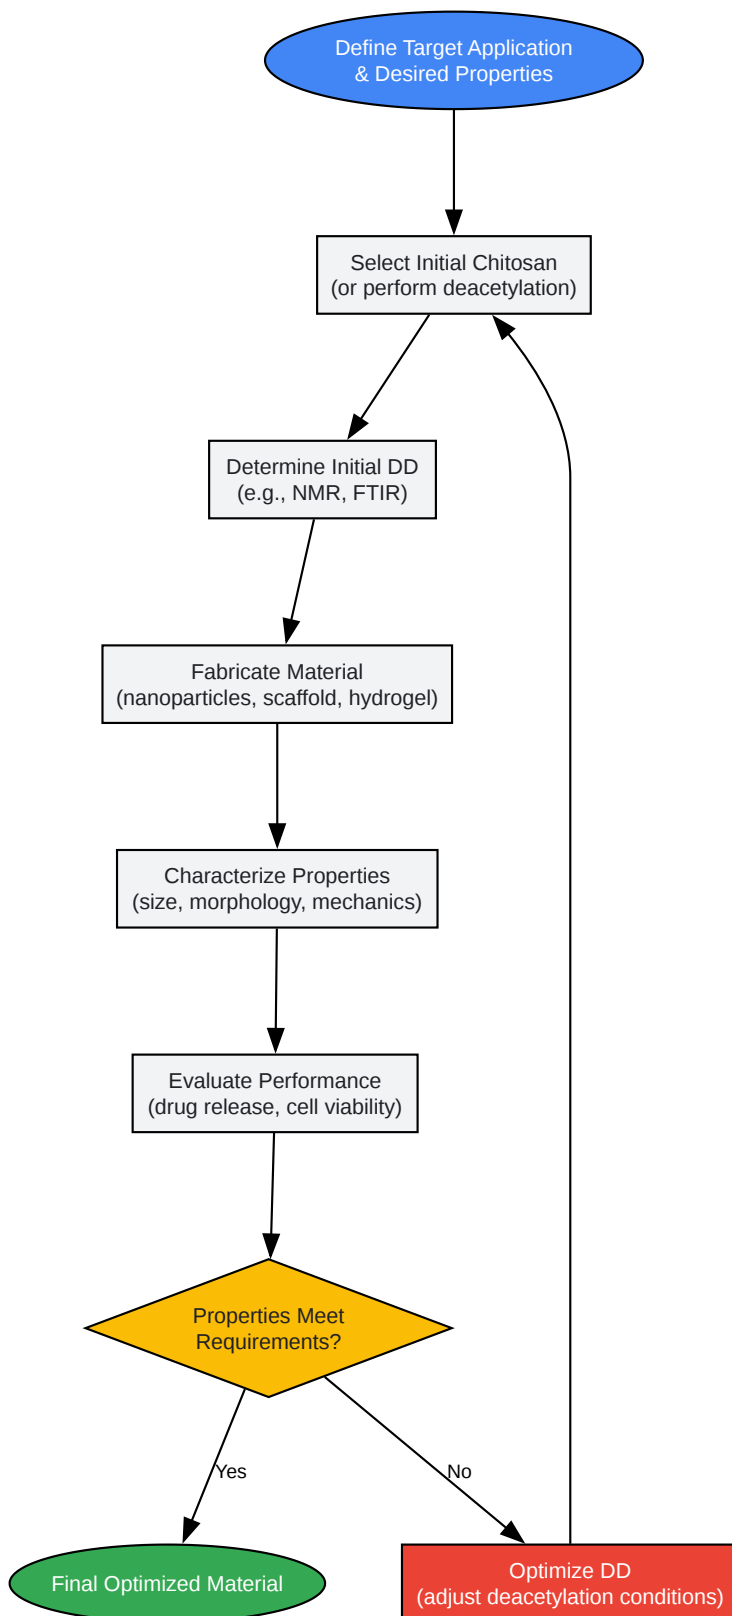 Define Target Application
& Desired Properties
Select Initial Chitosan
(or perform deacetylation)
Determine Initial DD
(e.g., NMR, FTIR)
Fabricate Material
(nanoparticles, scaffold, hydrogel)
Characterize Properties
(size, morphology, mechanics)
Evaluate Performance
(drug release, cell viability)
Properties Meet
Requirements?
Yes
No
Final Optimized Material
Optimize DD
(adjust deacetylation conditions)